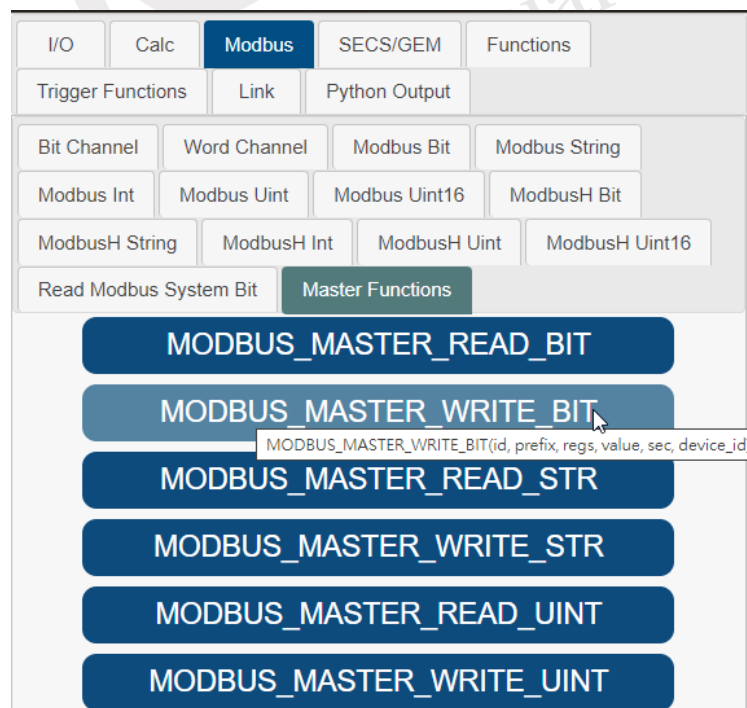 I/O Calc Modbus SECS/GEM Functions
Trigger Functions Link Python Output
Bit Channel Word Channel Modbus Bit Modbus String
Modbus Int Modbus Uint Modbus Uint16 ModbusH Bit
ModbusH String ModbusH Int ModbusH Uint ModbusH Uint16
Read Modbus System Bit Master Functions
MODBUS_MASTER_READ_BIT
MODBUS_MASTER_WRITE_BIT
MODBUS_MASTER_WRITE_BIT(id, prefix, regs, value, sec, device_id
MODBUS_MASTER_READ_STR
MODBUS_MASTER_WRITE_STR
MODBUS_MASTER_READ_UINT
MODBUS_MASTER_WRITE_UINT